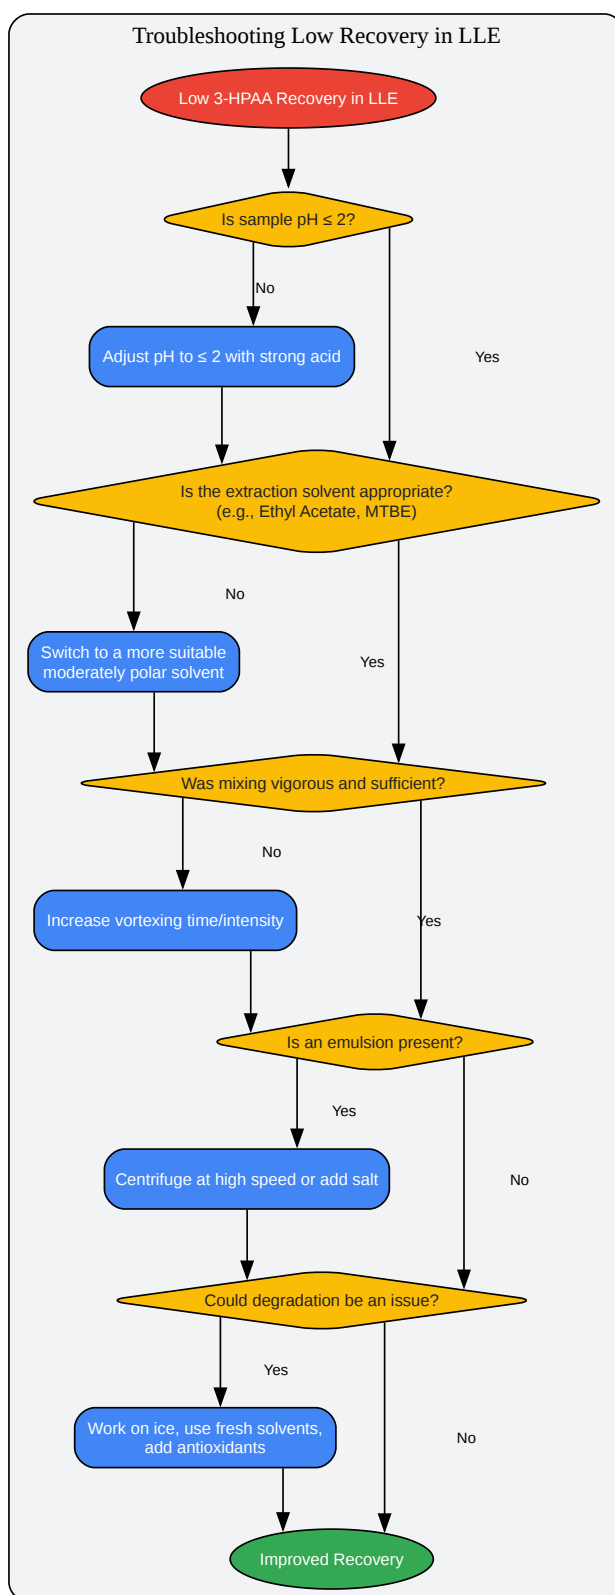 Troubleshooting Low Recovery in LLE
Low 3-HPAA Recovery in LLE
Is sample pH ≤ 2?
No
Adjust pH to ≤ 2 with strong acid
Yes
Is the extraction solvent appropriate?
(e.g., Ethyl Acetate, MTBE)
No
Switch to a more suitable
moderately polar solvent
Yes
Was mixing vigorous and sufficient?
No
Increase vortexing time/intensity
Yes
Is an emulsion present?
Yes
Centrifuge at high speed or add salt
No
Could degradation be an issue?
Yes
Work on ice, use fresh solvents,
add antioxidants
No
Improved Recovery